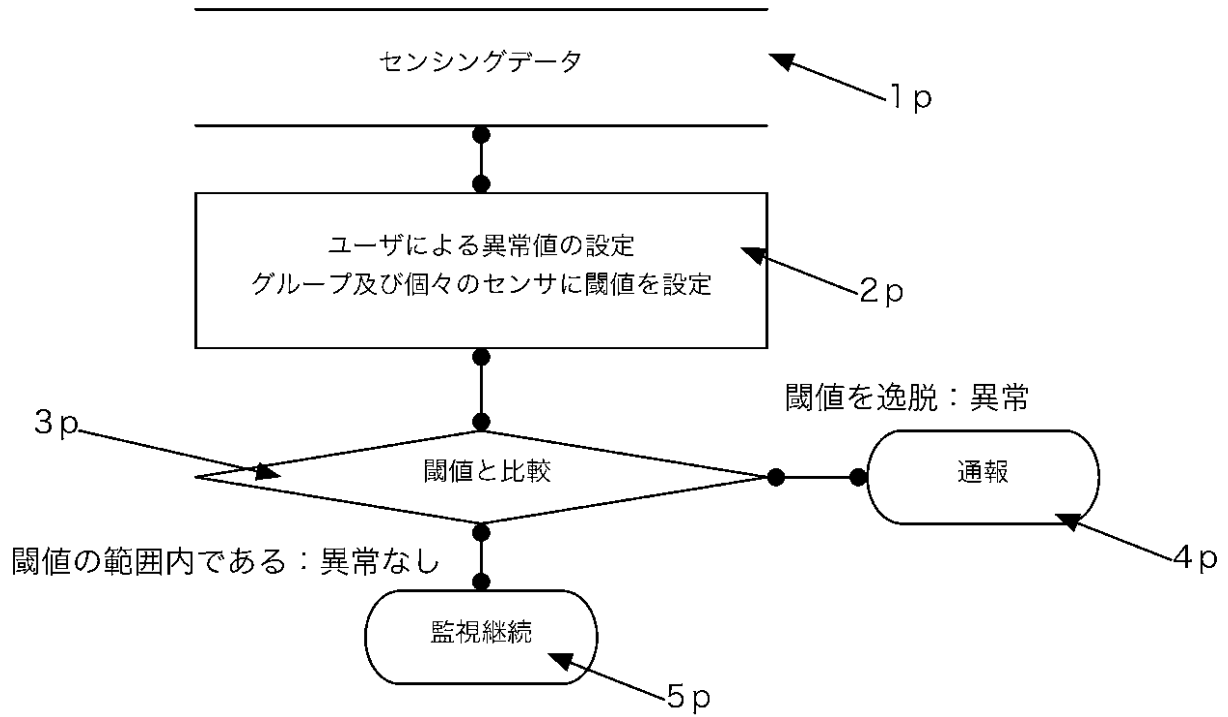 センシングデータ
1p
ユーザによる異常値の設定
グループ及び個々のセンサに閾値を設定
2p
閾値を逸脱：異常
3p
閾値と比較
通報
4p
閾値の範囲内である：異常なし
監視継続
5p